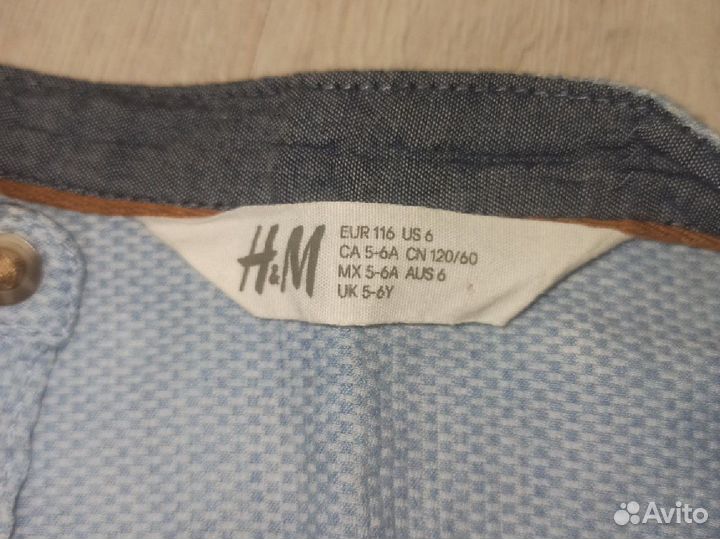 H&M
EUR 116 US 6
CA 5-6A CN 120/60
MX 5-6A AUS 6
UK 5-6Y
Avito